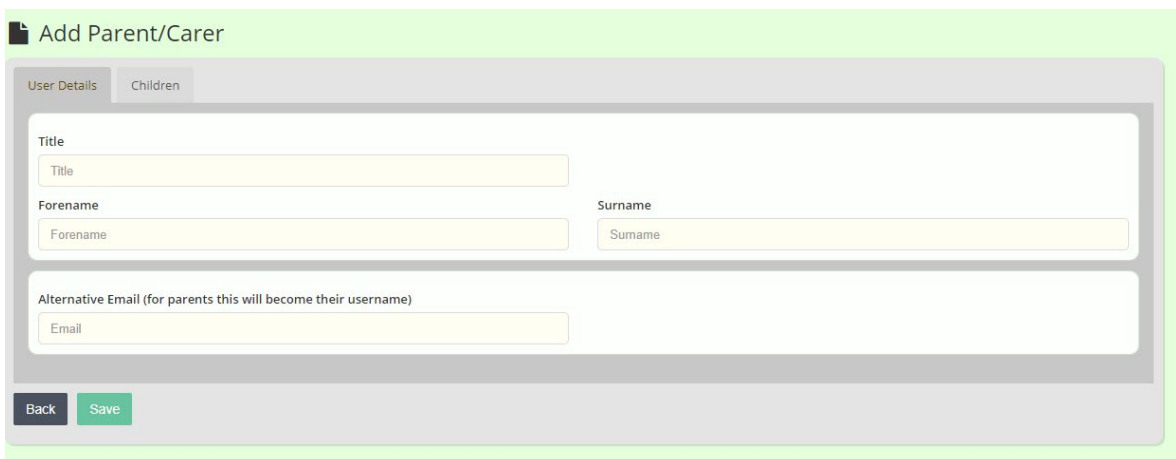 Add Parent/Carer
User Details Children
Title
Title
Forename Surname
Forename Surname
Alternative Email (for parents this will become their username)
Email
Back Save